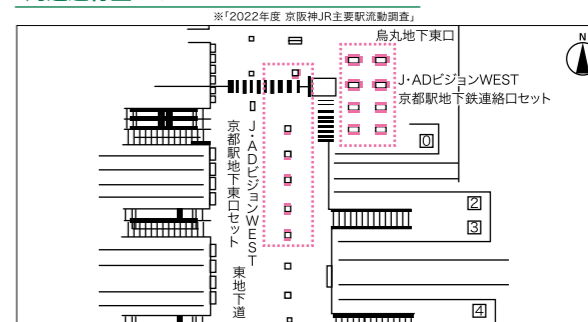 ※「2022年度 京阪神JR主要駅流動調査」
烏丸地下東口
N
J・ADビジョンWEST
京都駅地下鉄連絡口セット
J・ADビジョンWEST
京都駅地下東口セット
東地下道
0
2
3
4